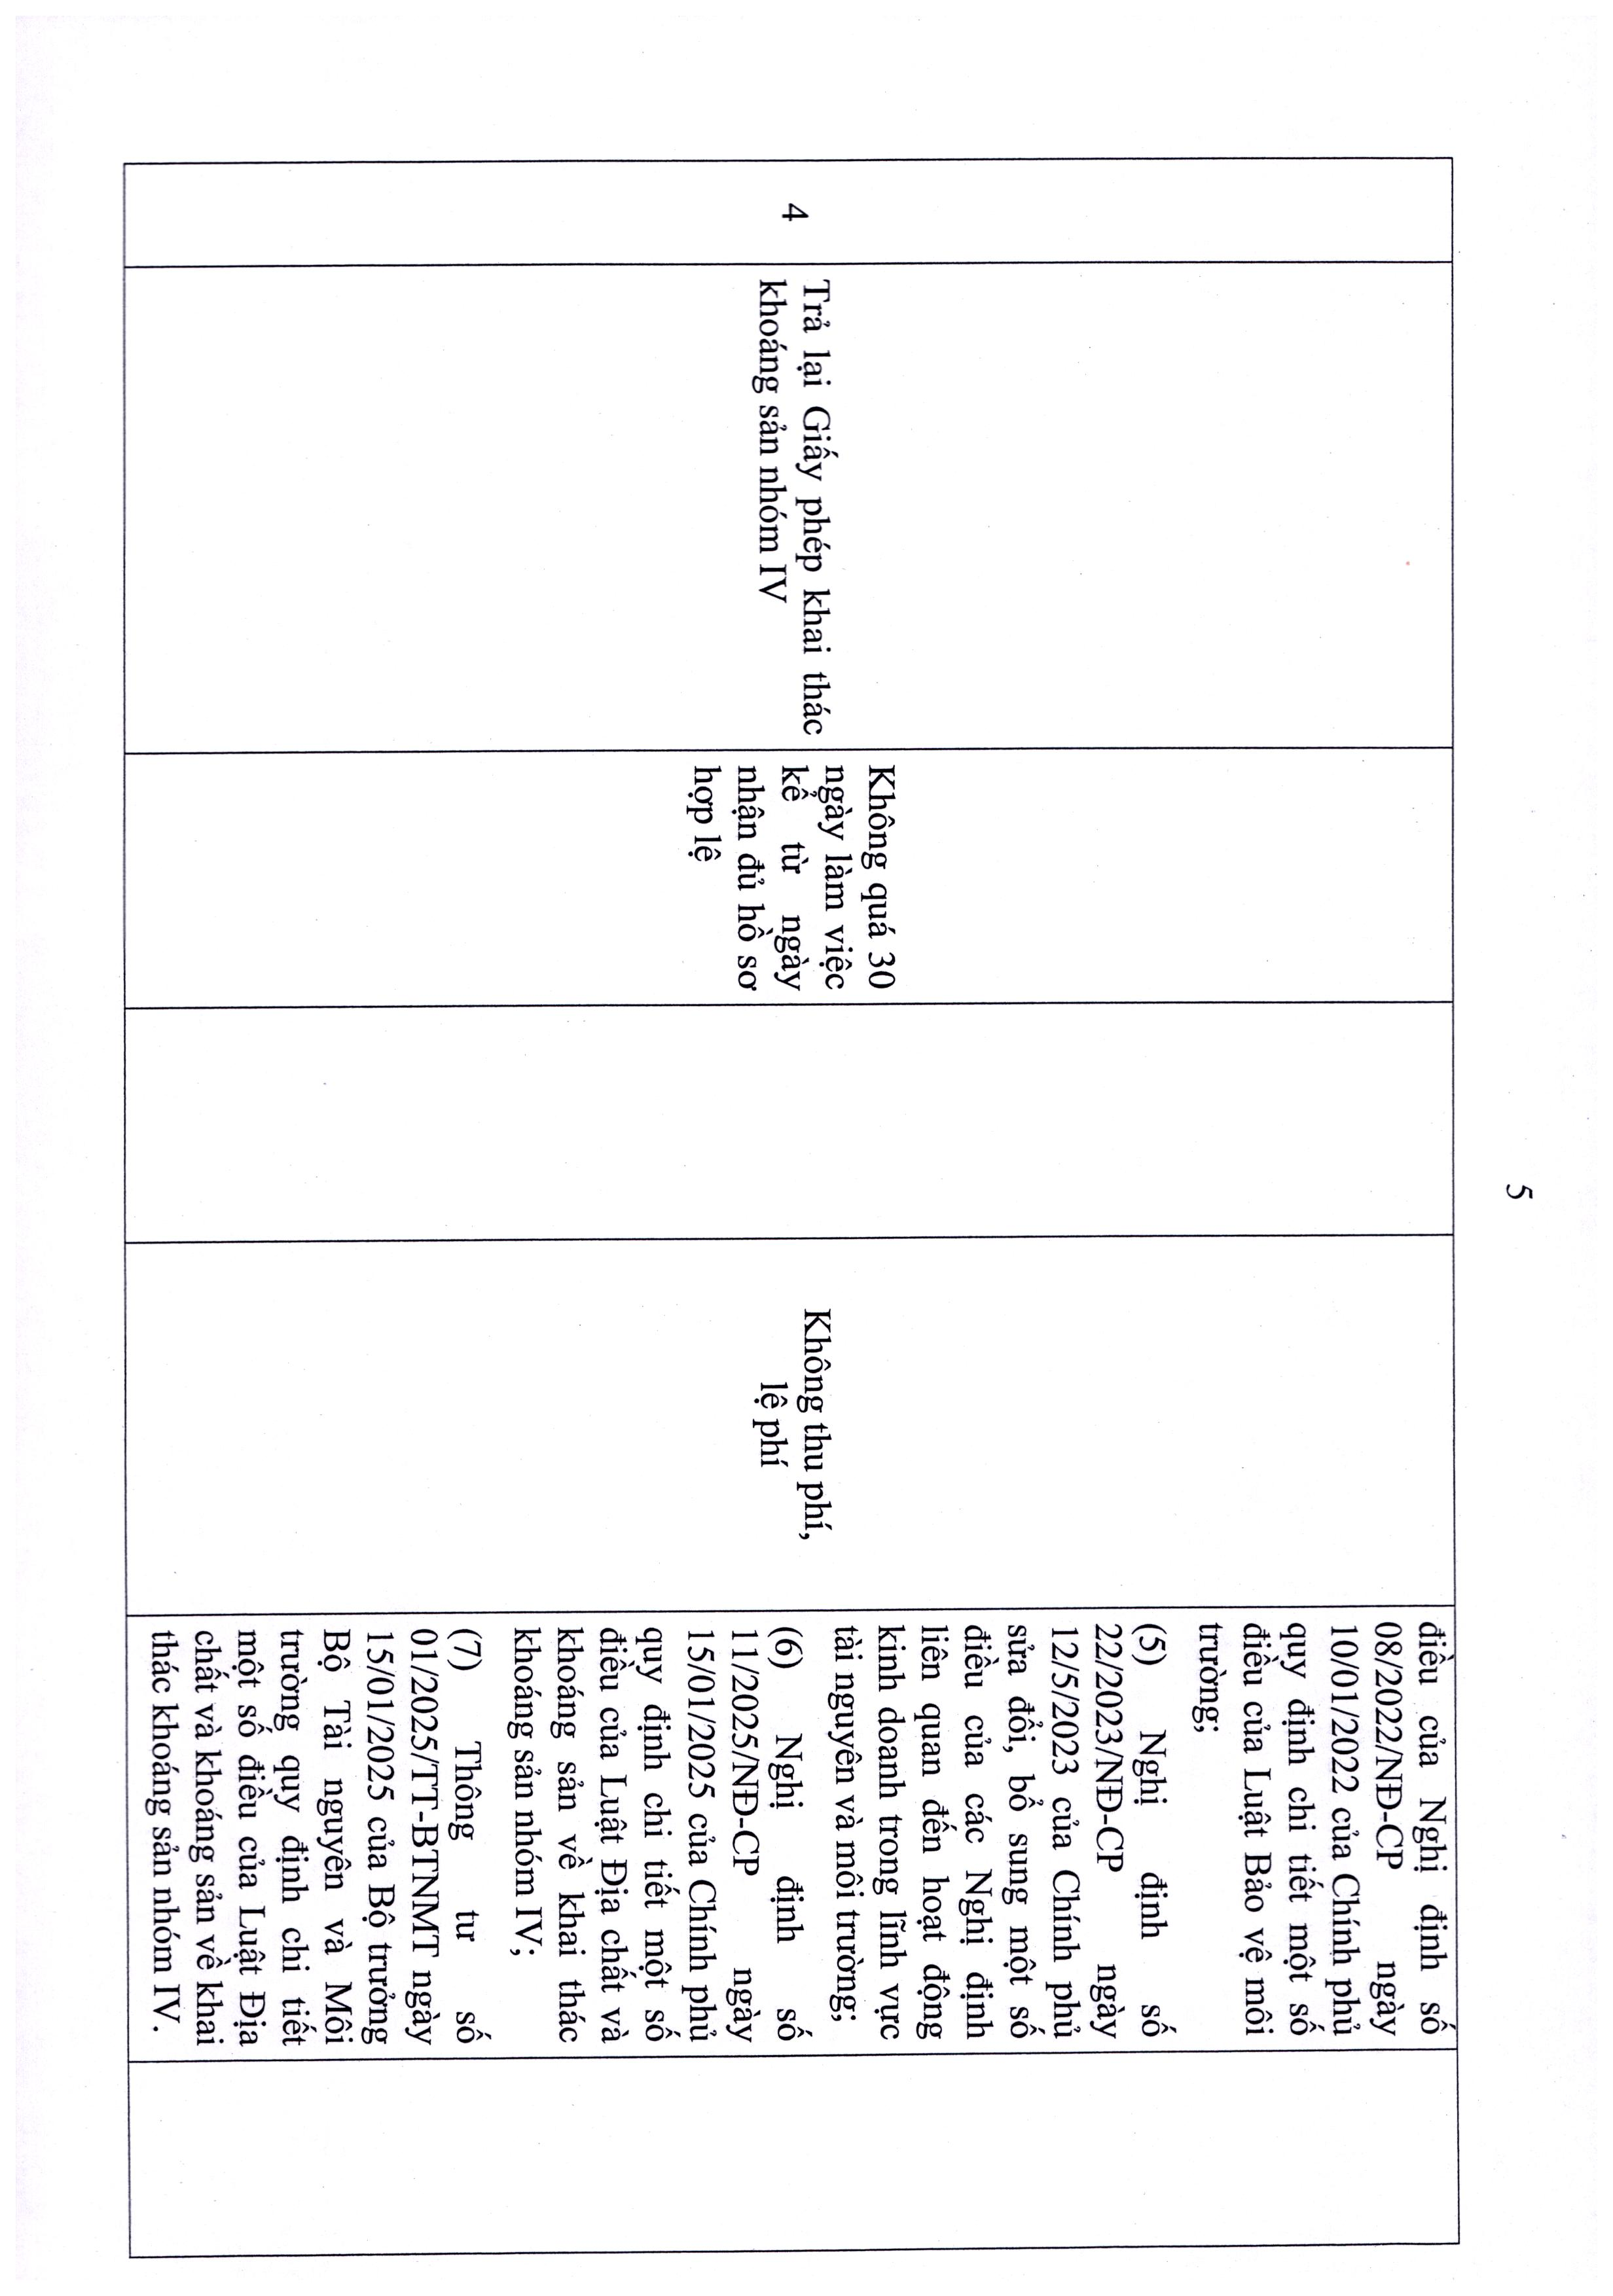 5
4
Trả lại Giấy phép khai thác
khoáng sản nhóm IV
Không quá 30
ngày làm việc
kể từ ngày
nhận đủ hồ sơ
hợp lệ
Không thu phí,
lệ phí
điều của Nghị định số
08/2022/NĐ-CP ngày
10/01/2022 của Chính phủ
quy định chi tiết một số
điều của Luật Bảo vệ môi
trường;
(5) Nghị định số
22/2023/NĐ-CP ngày
12/5/2023 của Chính phủ
sửa đổi, bổ sung một số
điều của các Nghị định
liên quan đến hoạt động
kinh doanh trong lĩnh vực
tài nguyên và môi trường;
(6) Nghị định số
11/2025/NĐ-CP ngày
15/01/2025 của Chính phủ
quy định chi tiết một số
điều của Luật Địa chất và
khoáng sản về khai thác
khoáng sản nhóm IV;
(7) Thông tư số
01/2025/TT-BTNMT ngày
15/01/2025 của Bộ trưởng
Bộ Tài nguyên và Môi
trường quy định chi tiết
một số điều của Luật Địa
chất và khoáng sản về khai
thác khoáng sản nhóm IV.